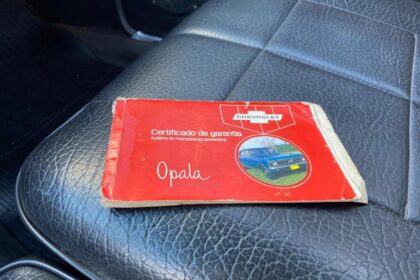 CHEVROLET
Certificado de garantia
e plano de manutenção preventiva
Opala